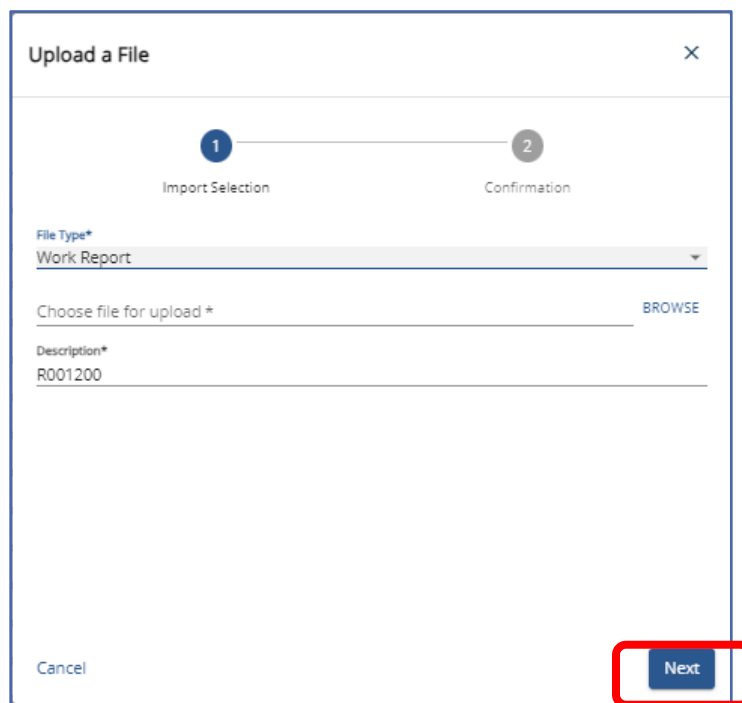 Upload a File
1
2
Import Selection
Confirmation
File Type*
Work Report
Choose file for upload *
BROWSE
Description*
R001200
Cancel
Next